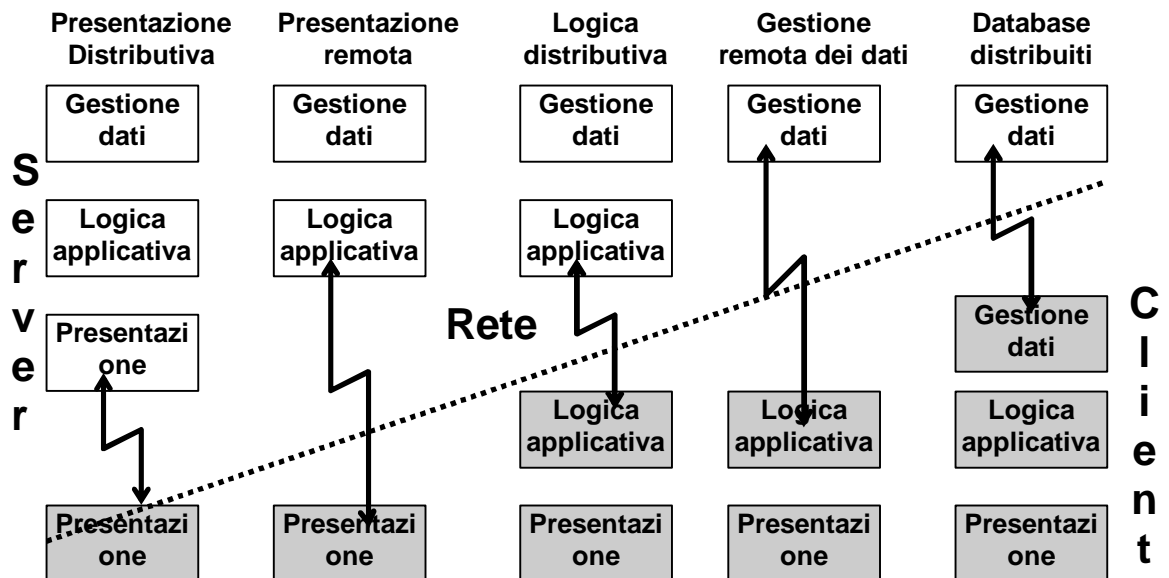 Presentazione
Distributiva
Presentazione
remota
Logica
distributiva
Gestione
remota dei dati
Database
distribuiti
Gestione
dati
Gestione
dati
Gestione
dati
Gestione
dati
Gestione
dati
Server
Logica
applicativa
Logica
applicativa
Logica
applicativa
Presentazi
one
Rete
Gestione
dati
Client
Logica
applicativa
Logica
applicativa
Logica
applicativa
Presentazi
one
Presentazi
one
Presentazi
one
Presentazi
one
Presentazi
one